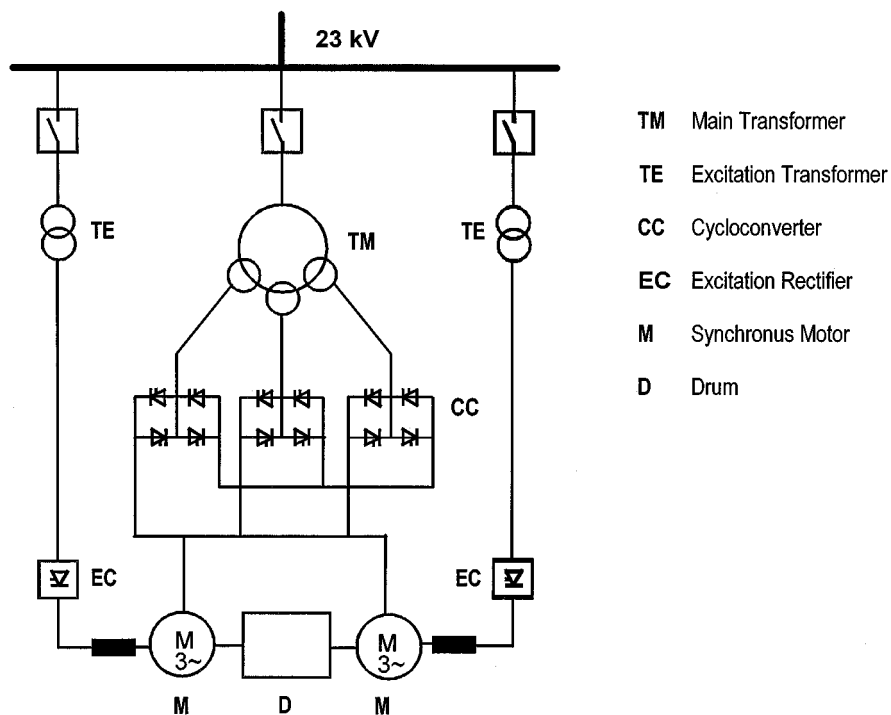 23 kV
TE
TM
TE
CC
EC
EC
M
3~
M
3~
M
D
M
TM Main Transformer
TE Excitation Transformer
CC Cycloconverter
EC Excitation Rectifier
M Synchronus Motor
D Drum